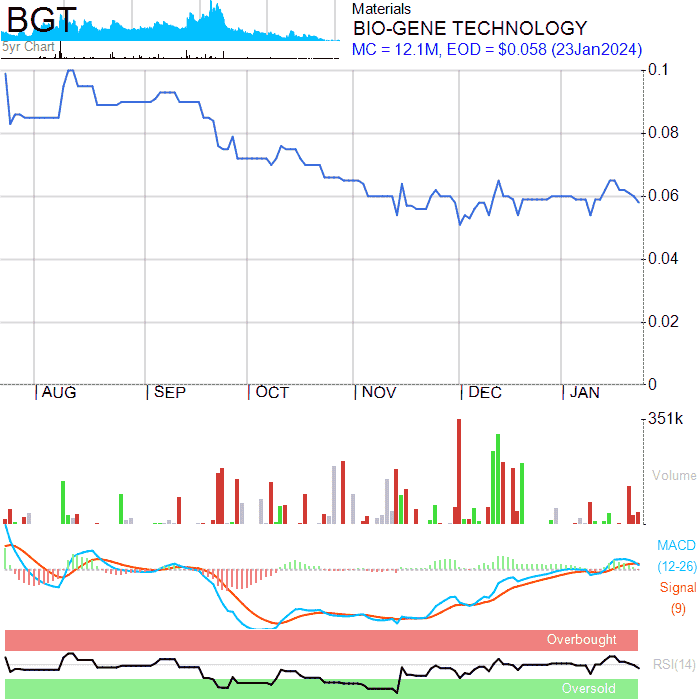 BGT
5yr Chart
Materials
BIO-GENE TECHNOLOGY
MC = 12.1M, EOD = $0.058 (23Jan2024)
0.1
0.08
0.06
0.04
0.02
0
AUG SEP OCT NOV DEC JAN
351k
Volume
MACD
(12-26)
Signal
(9)
Overbought
RSI(14)
Oversold